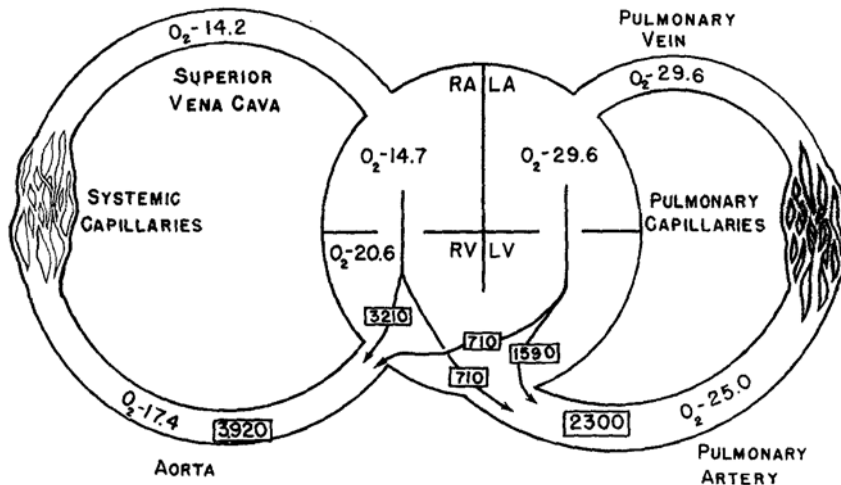 O₂-14.2
SUPERIOR
VENA CAVA
SYSTEMIC
CAPILLARIES
O₂-17.4
3920
AORTA
RA LA
O₂-14.7
O₂-29.6
RV LV
O₂-20.6
3210
710
710
1590
PULMONARY
VEIN
O₂-29.6
PULMONARY
CAPILLARIES
2300
O₂-25.0
PULMONARY
ARTERY